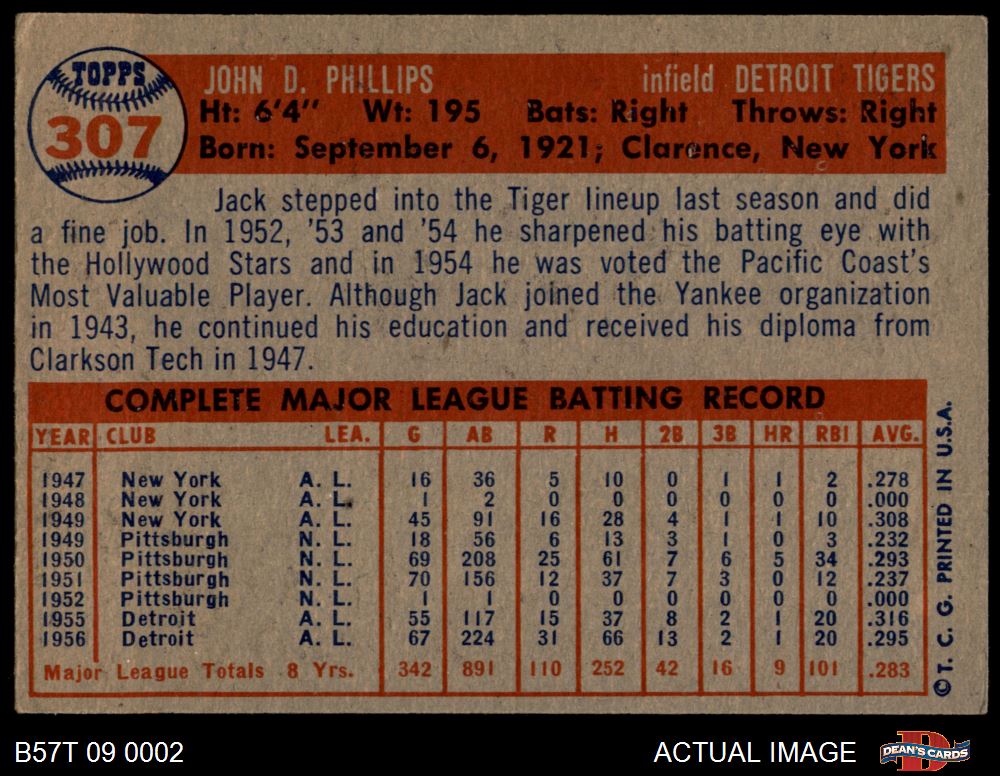 TOPPS
307
JOHN D. PHILLIPS infield DETROIT TIGERS
Ht: 6'4" Wt: 195 Bats: Right Throws: Right
Born: September 6, 1921; Clarence, New York
Jack stepped into the Tiger lineup last season and did
a fine job. In 1952, '53 and '54 he sharpened his batting eye with
the Hollywood Stars and in 1954 he was voted the Pacific Coast's
Most Valuable Player. Although Jack joined the Yankee organization
in 1943, he continued his education and received his diploma from
Clarkson Tech in 1947.
COMPLETE MAJOR LEAGUE BATTING RECORD
YEAR CLUB LEA. G AB R H 2B 3B HR RBI AVG.
1947 New York A. L. 16 36 5 10 0 1 1 2 .278
1948 New York A. L. 1 2 0 0 0 0 0 0 .000
1949 New York A. L. 45 91 16 28 4 1 1 10 .308
1949 Pittsburgh N. L. 18 56 6 13 3 1 0 3 .232
1950 Pittsburgh N. L. 69 208 25 61 7 6 5 34 .293
1951 Pittsburgh N. L. 70 156 12 37 7 3 0 12 .237
1952 Pittsburgh N. L. 1 1 0 0 0 0 0 0 .000
1955 Detroit A. L. 55 117 15 37 8 2 1 20 .316
1956 Detroit A. L. 67 224 31 66 13 2 1 20 .295
Major League Totals 8 Yrs. 342 891 110 252 42 16 9 101 .283
© T. C. G. PRINTED IN U.S.A.
B57T 09 0002 ACTUAL IMAGE
D
DEAN'S CARDS